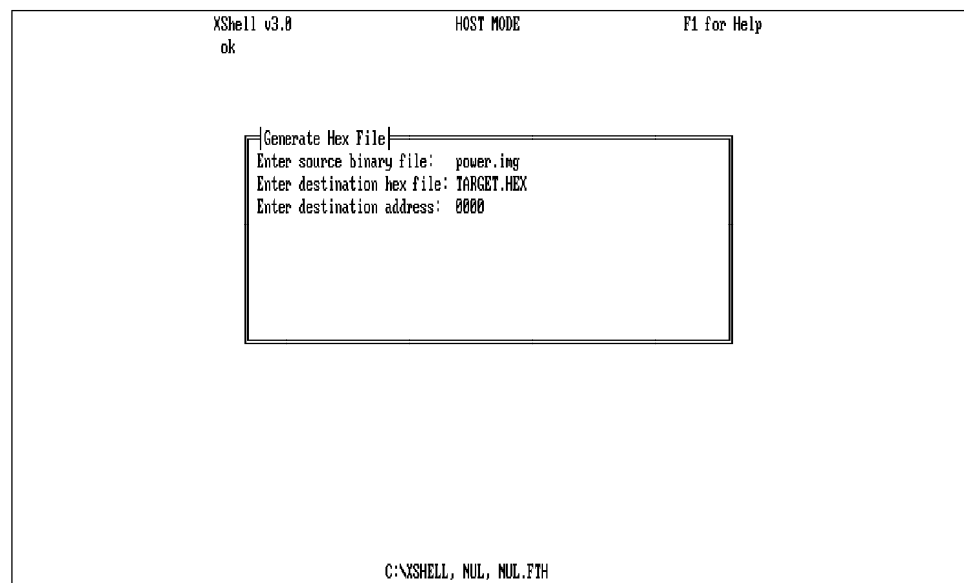 XShell v3.0 HOST MODE F1 for Help
ok
Generate Hex File
Enter source binary file: power.img
Enter destination hex file: TARGET.HEX
Enter destination address: 0000
C:\XSHELL, NUL, NUL.FTH